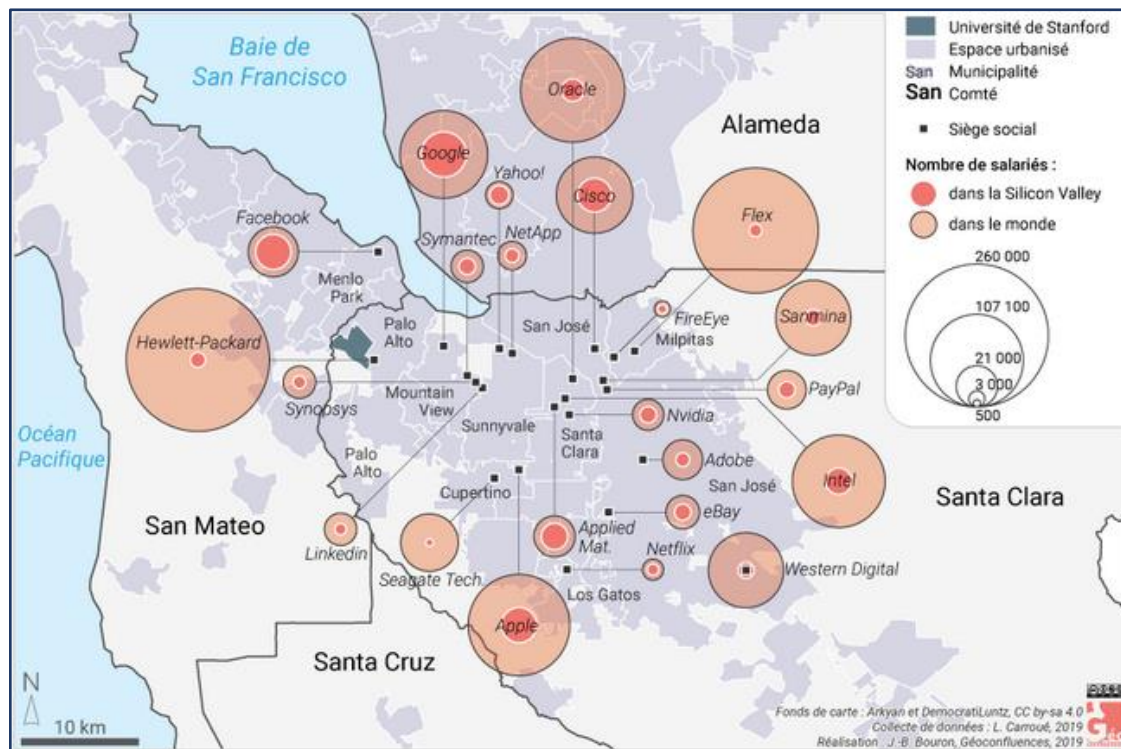 Baie de
San Francisco
Oracle
Google
Yahoo!
Cisco
Alameda
Flex
Facebook
Symantec
NetApp
Menlo
Park
Hewlett-Packard
Palo
Alto
San José
FireEye
Milpitas
Sanmina
Synopsys
Mountain
View
Sunnyvale
Santa
Clara
PayPal
Nvidia
Océan
Pacifique
Palo
Alto
Cupertino
Adobe
San José
Intel
Santa Clara
San Mateo
Linkedin
Seagate Tech.
Applied
Mat.
eBay
Netflix
Western Digital
Los Gatos
Apple
Santa Cruz
N
10 km
Université de Stanford
Espace urbanisé
San Municipalité
San Comté
Siège social
Nombre de salariés :
dans la Silicon Valley
dans le monde
260 000
107 100
21 000
3 000
500
Fonds de carte : Arkyan et DemocratiLuntz, CC by-sa 4.0
Collecte de données : L. Carroué, 2019
Réalisation : J.-B. Bouron, Géoconfluences, 2019